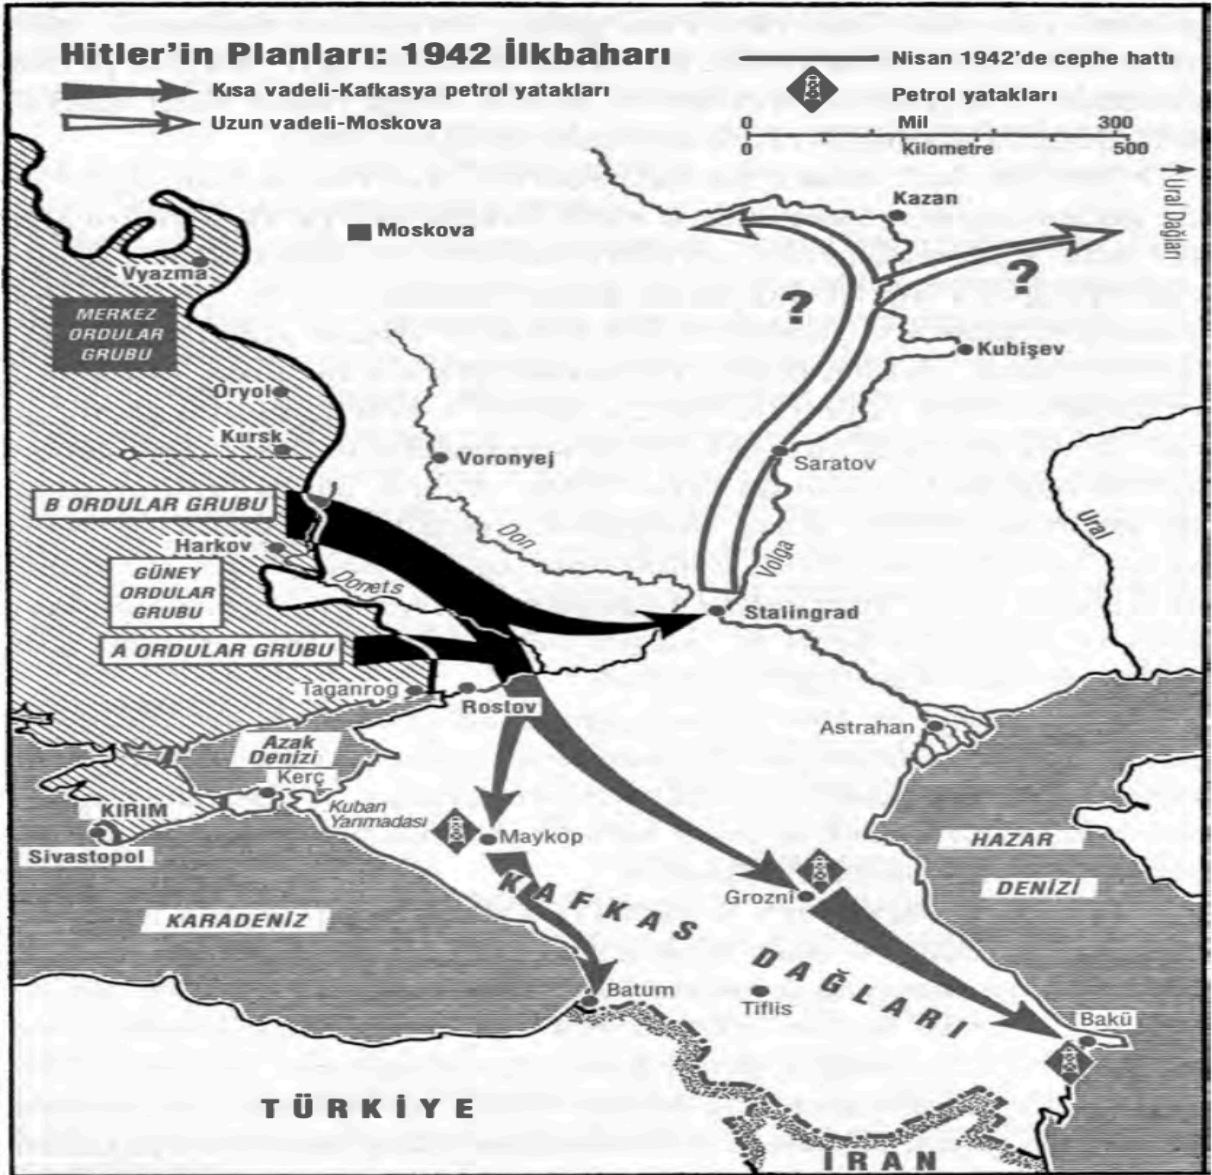 Hitler'in Planları: 1942 İlkbaharı
Kısa vadeli-Kafkasya petrol yatakları
Uzun vadeli-Moskova
Nisan 1942'de cephe hattı
Petrol yatakları
0 Mil 300
0 Kilometre 500
Ural Dağları
Kazan
Moskova
Vyazma
?
?
MERKEZ
ORDULAR
GRUBU
Kubişev
Oryol
Kursk
Voronyej
Saratov
B ORDULAR GRUBU
Ural
Don
Harkov
Volga
GÜNEY
ORDULAR
GRUBU
Donets
Stalingrad
A ORDULAR GRUBU
Taganrog
Rostov
Astrahan
Azak
Denizi
Kerç
KIRIM
Kuban
Yarımadası
Maykop
Sivastopol
HAZAR
DENİZİ
Grozni
KARADENİZ
KAFKAS DAĞLARI
Batum
Tiflis
Bakü
TÜRKİYE
İRAN